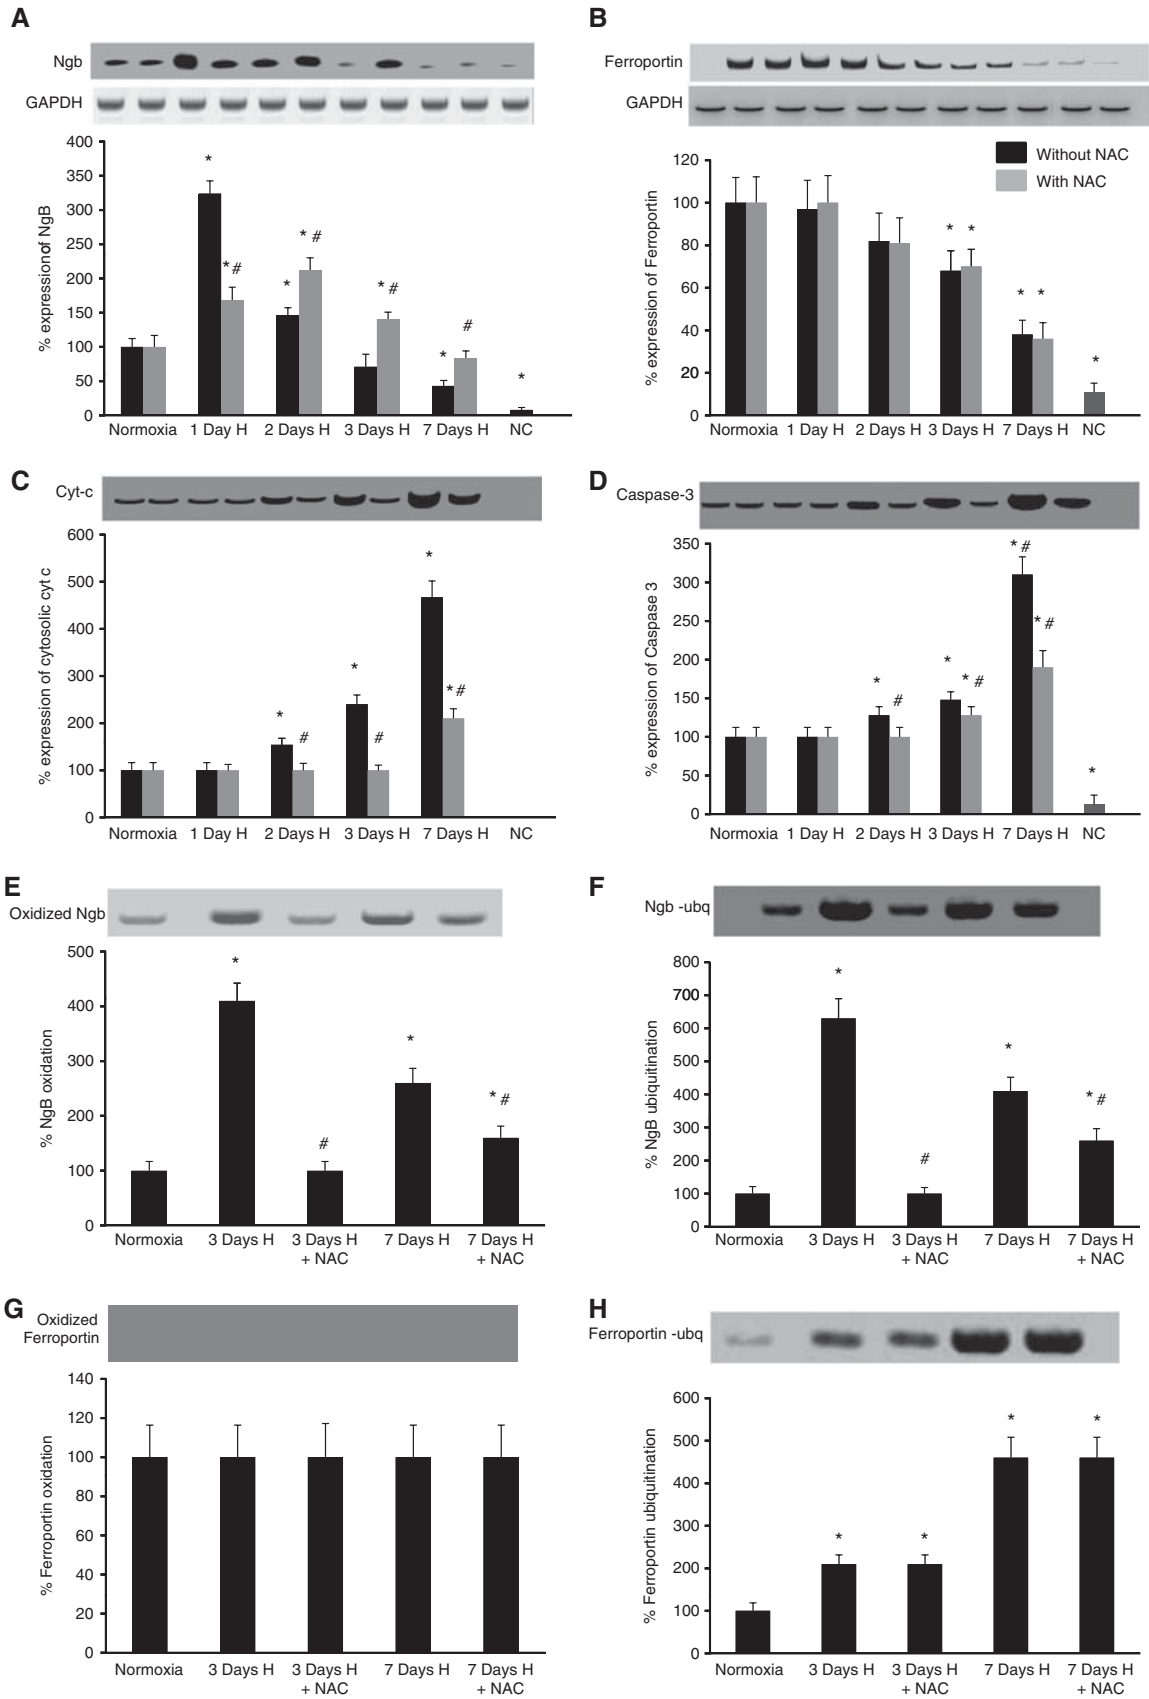 A
Ngb
GAPDH
400
350
300
250
200
150
100
50
0
% expression of NgB
*
* #
*
* #
* #
*
#
*
Normoxia 1 Day H 2 Days H 3 Days H 7 Days H NC
B
Ferroportin
GAPDH
Without NAC
With NAC
120
100
80
60
40
20
0
% expression of Ferroportin
* *
* *
*
Normoxia 1 Day H 2 Days H 3 Days H 7 Days H NC
C
Cyt-c
600
500
400
300
200
100
0
% expression of cytosolic cyt c
*
#
*
#
*
* #
Normoxia 1 Day H 2 Days H 3 Days H 7 Days H NC
D
Caspase-3
350
300
250
200
150
100
50
0
% expression of Caspase 3
*
#
*
* #
* #
* #
*
Normoxia 1 Day H 2 Days H 3 Days H 7 Days H NC
E
Oxidized Ngb
500
400
300
200
100
0
% NgB oxidation
*
#
*
* #
Normoxia 3 Days H 3 Days H 7 Days H 7 Days H
+ NAC + NAC
F
Ngb -ubq
800
700
600
500
400
300
200
100
0
% NgB ubiquitination
*
#
*
* #
Normoxia 3 Days H 3 Days H 7 Days H 7 Days H
+ NAC + NAC
G
Oxidized
Ferroportin
140
120
100
80
60
40
20
0
% Ferroportin oxidation
Normoxia 3 Days H 3 Days H 7 Days H 7 Days H
+ NAC + NAC
H
Ferroportin -ubq
600
500
400
300
200
100
0
% Ferroportin ubiquitination
*
*
*
*
Normoxia 3 Days H 3 Days H 7 Days H 7 Days H
+ NAC + NAC